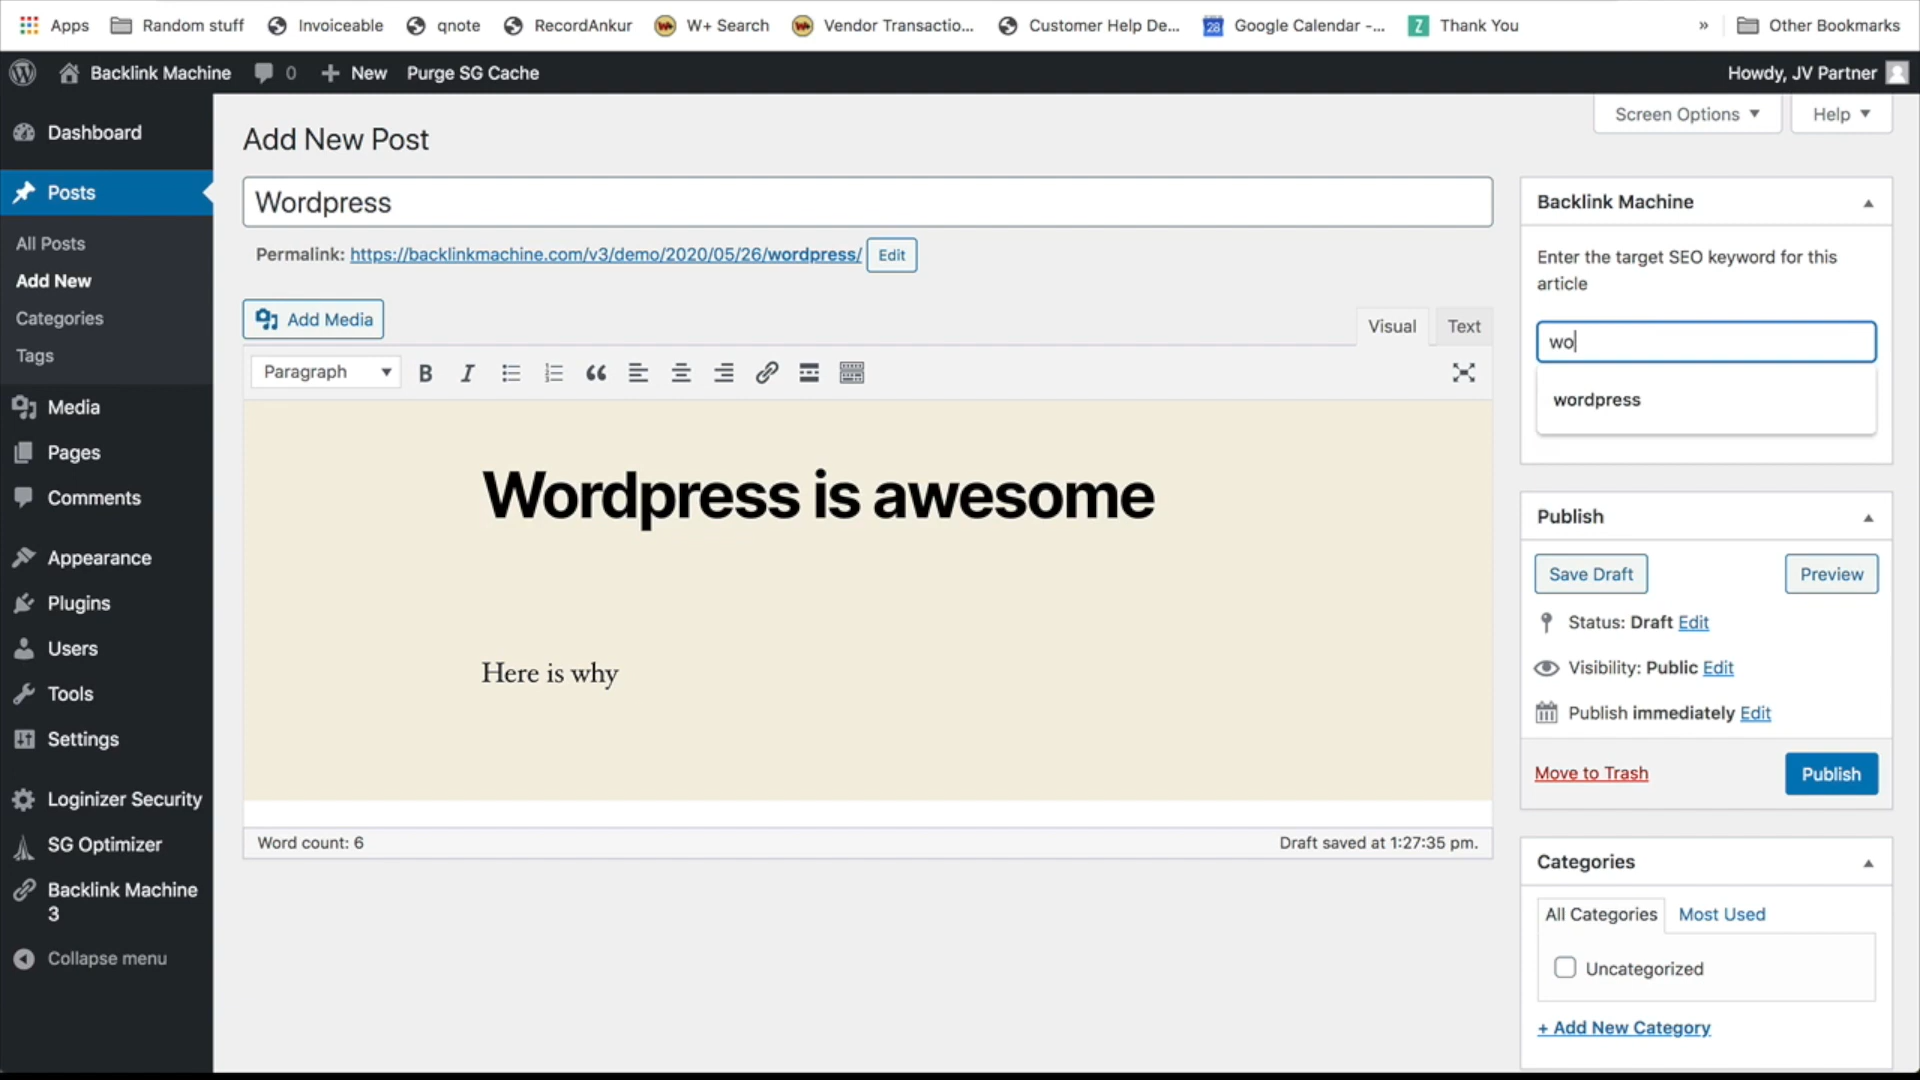 Apps Random stuff Invoiceable qnote RecordAnkur W+ Search Vendor Transactio... Customer Help De... 28 Google Calendar -... Z Thank You » Other Bookmarks
Backlink Machine 0 + New Purge SG Cache Howdy, JV Partner
Screen Options Help
Dashboard
Posts
All Posts
Add New
Categories
Tags
Media
Pages
Comments
Appearance
Plugins
Users
Tools
Settings
Loginizer Security
SG Optimizer
Backlink Machine
3
Collapse menu
Add New Post
Wordpress
Permalink: https://backlinkmachine.com/v3/demo/2020/05/26/wordpress/ Edit
Add Media
Visual Text
Paragraph B I
Wordpress is awesome
Here is why
Word count: 6 Draft saved at 1:27:35 pm.
Backlink Machine
Enter the target SEO keyword for this
article
wo
wordpress
Publish
Save Draft Preview
Status: Draft Edit
Visibility: Public Edit
Publish immediately Edit
Move to Trash Publish
Categories
All Categories Most Used
Uncategorized
+ Add New Category